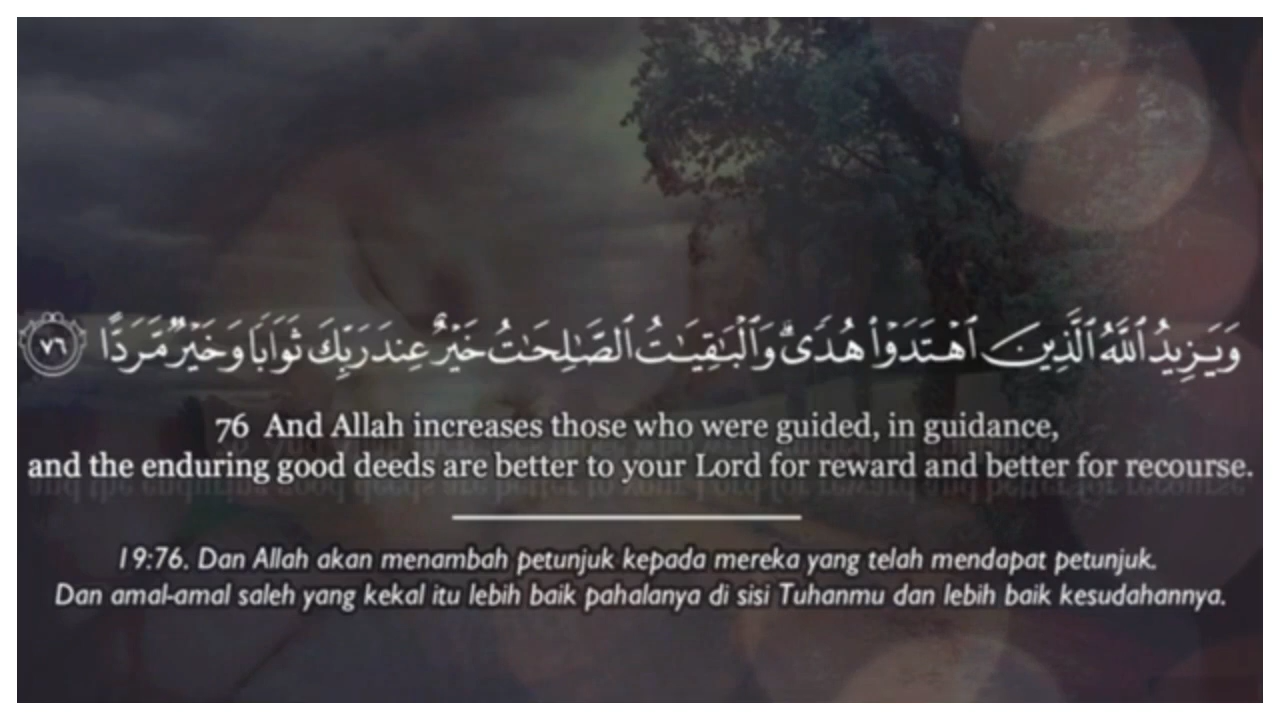 وَيَزِيدُ ٱللَّهُ ٱلَّذِينَ ٱهْتَدَوْا۟ هُدًى ۗ وَٱلْبَـٰقِيَـٰتُ ٱلصَّـٰلِحَـٰتُ خَيْرٌ عِندَ رَبِّكَ ثَوَابًا وَخَيْرٌ مَّرَدًّا ٧٦
76 And Allah increases those who were guided, in guidance,
and the enduring good deeds are better to your Lord for reward and better for recourse.
19:76. Dan Allah akan menambah petunjuk kepada mereka yang telah mendapat petunjuk.
Dan amal-amal saleh yang kekal itu lebih baik pahalanya di sisi Tuhanmu dan lebih baik kesudahannya.